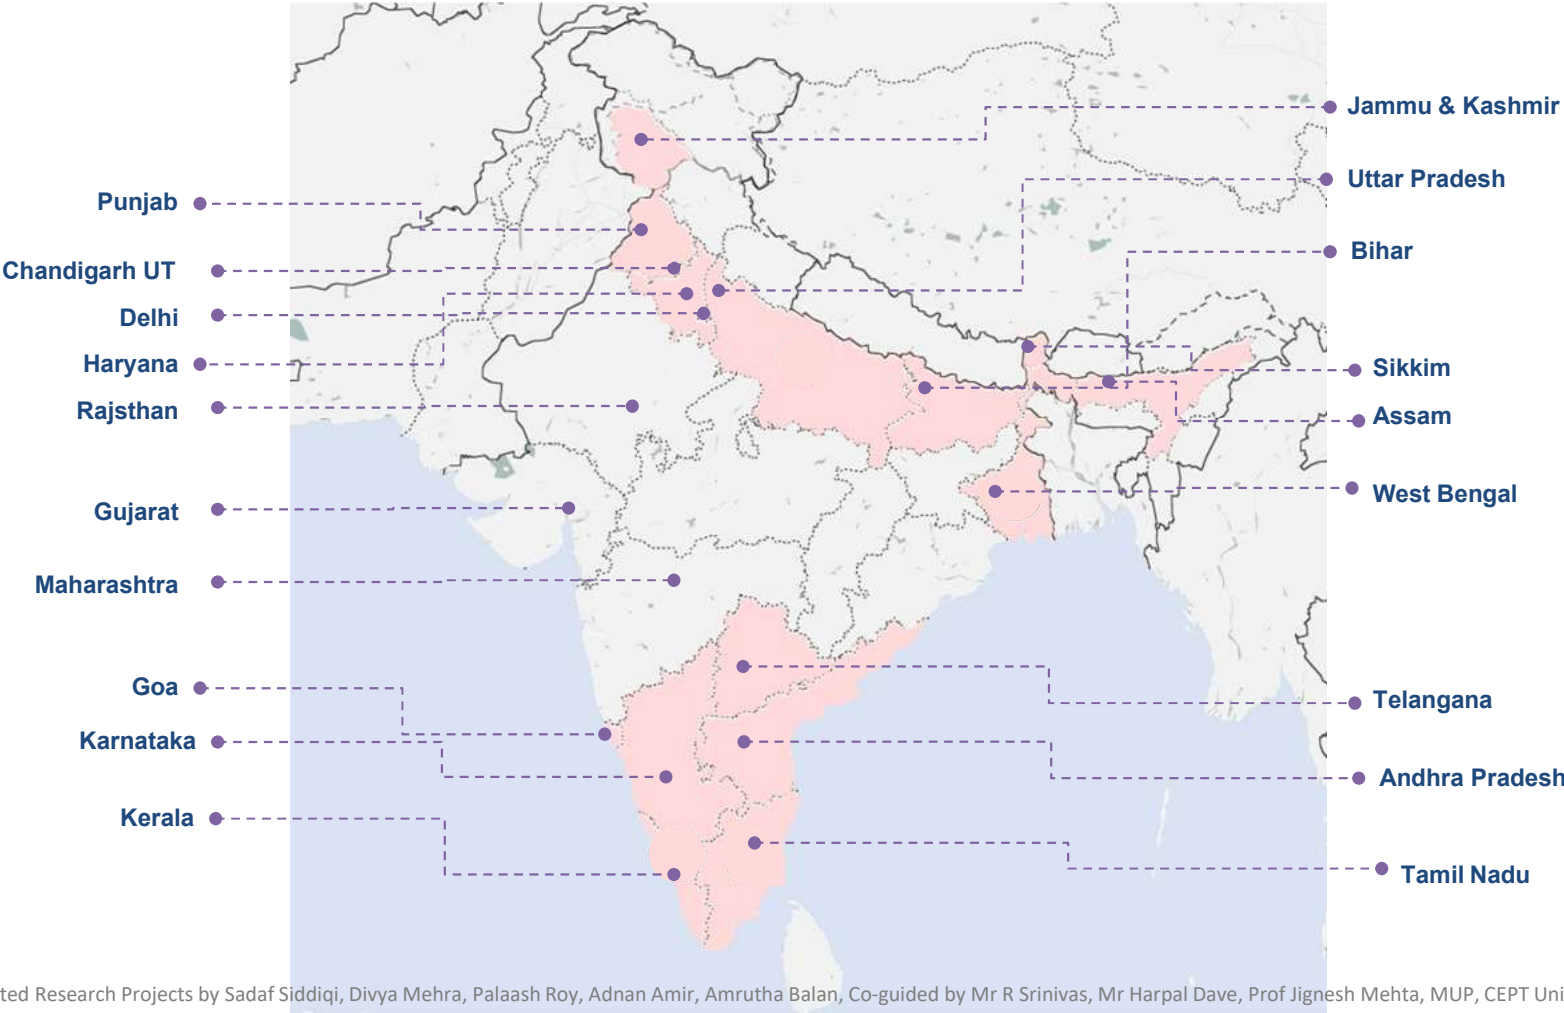 Jammu & Kashmir
Uttar Pradesh
Punjab
Bihar
Chandigarh UT
Delhi
Haryana
Sikkim
Rajsthan
Assam
West Bengal
Gujarat
Maharashtra
Goa
Telangana
Karnataka
Andhra Pradesh
Kerala
Tamil Nadu
ted Research Projects by Sadaf Siddiqi, Divya Mehra, Palaash Roy, Adnan Amir, Amrutha Balan, Co-guided by Mr R Srinivas, Mr Harpal Dave, Prof Jignesh Mehta, MUP, CEPT Uni